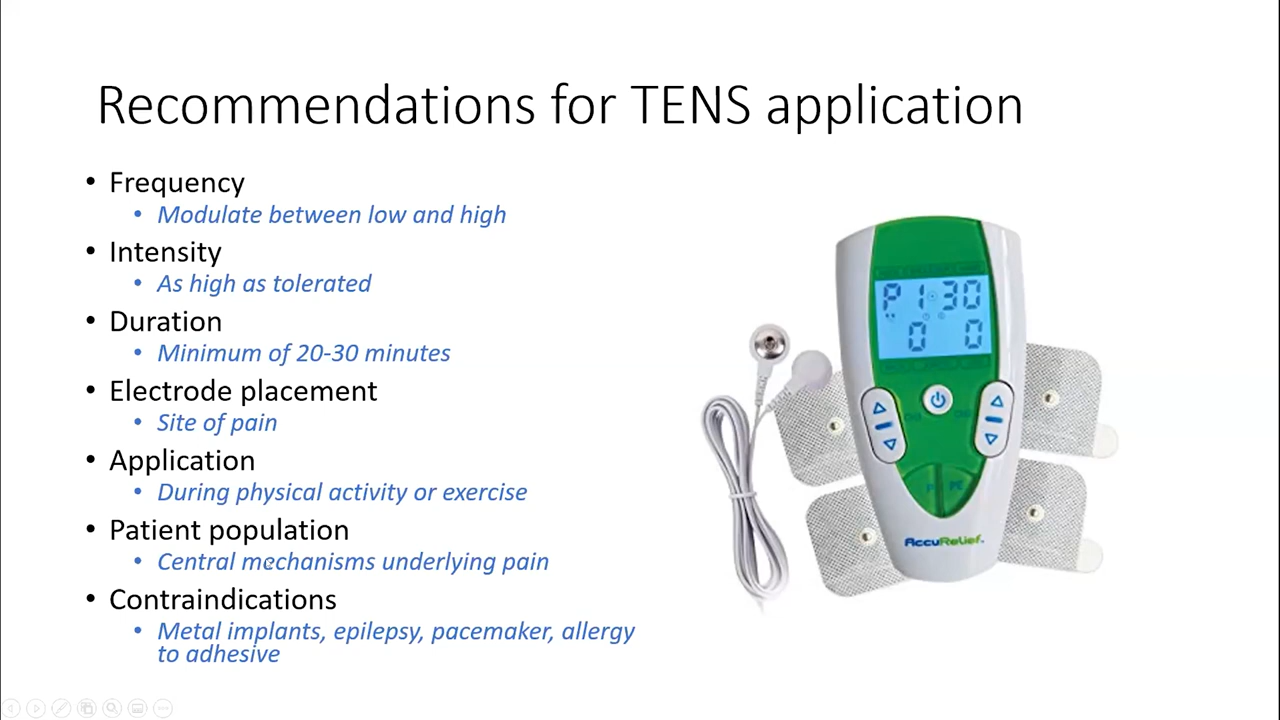 Recommendations for TENS application
• Frequency
• Modulate between low and high
• Intensity
• As high as tolerated
• Duration
• Minimum of 20-30 minutes
• Electrode placement
• Site of pain
• Application
• During physical activity or exercise
• Patient population
• Central mechanisms underlying pain
• Contraindications
• Metal implants, epilepsy, pacemaker, allergy
to adhesive
P 1 30
0 0
AccuRelief